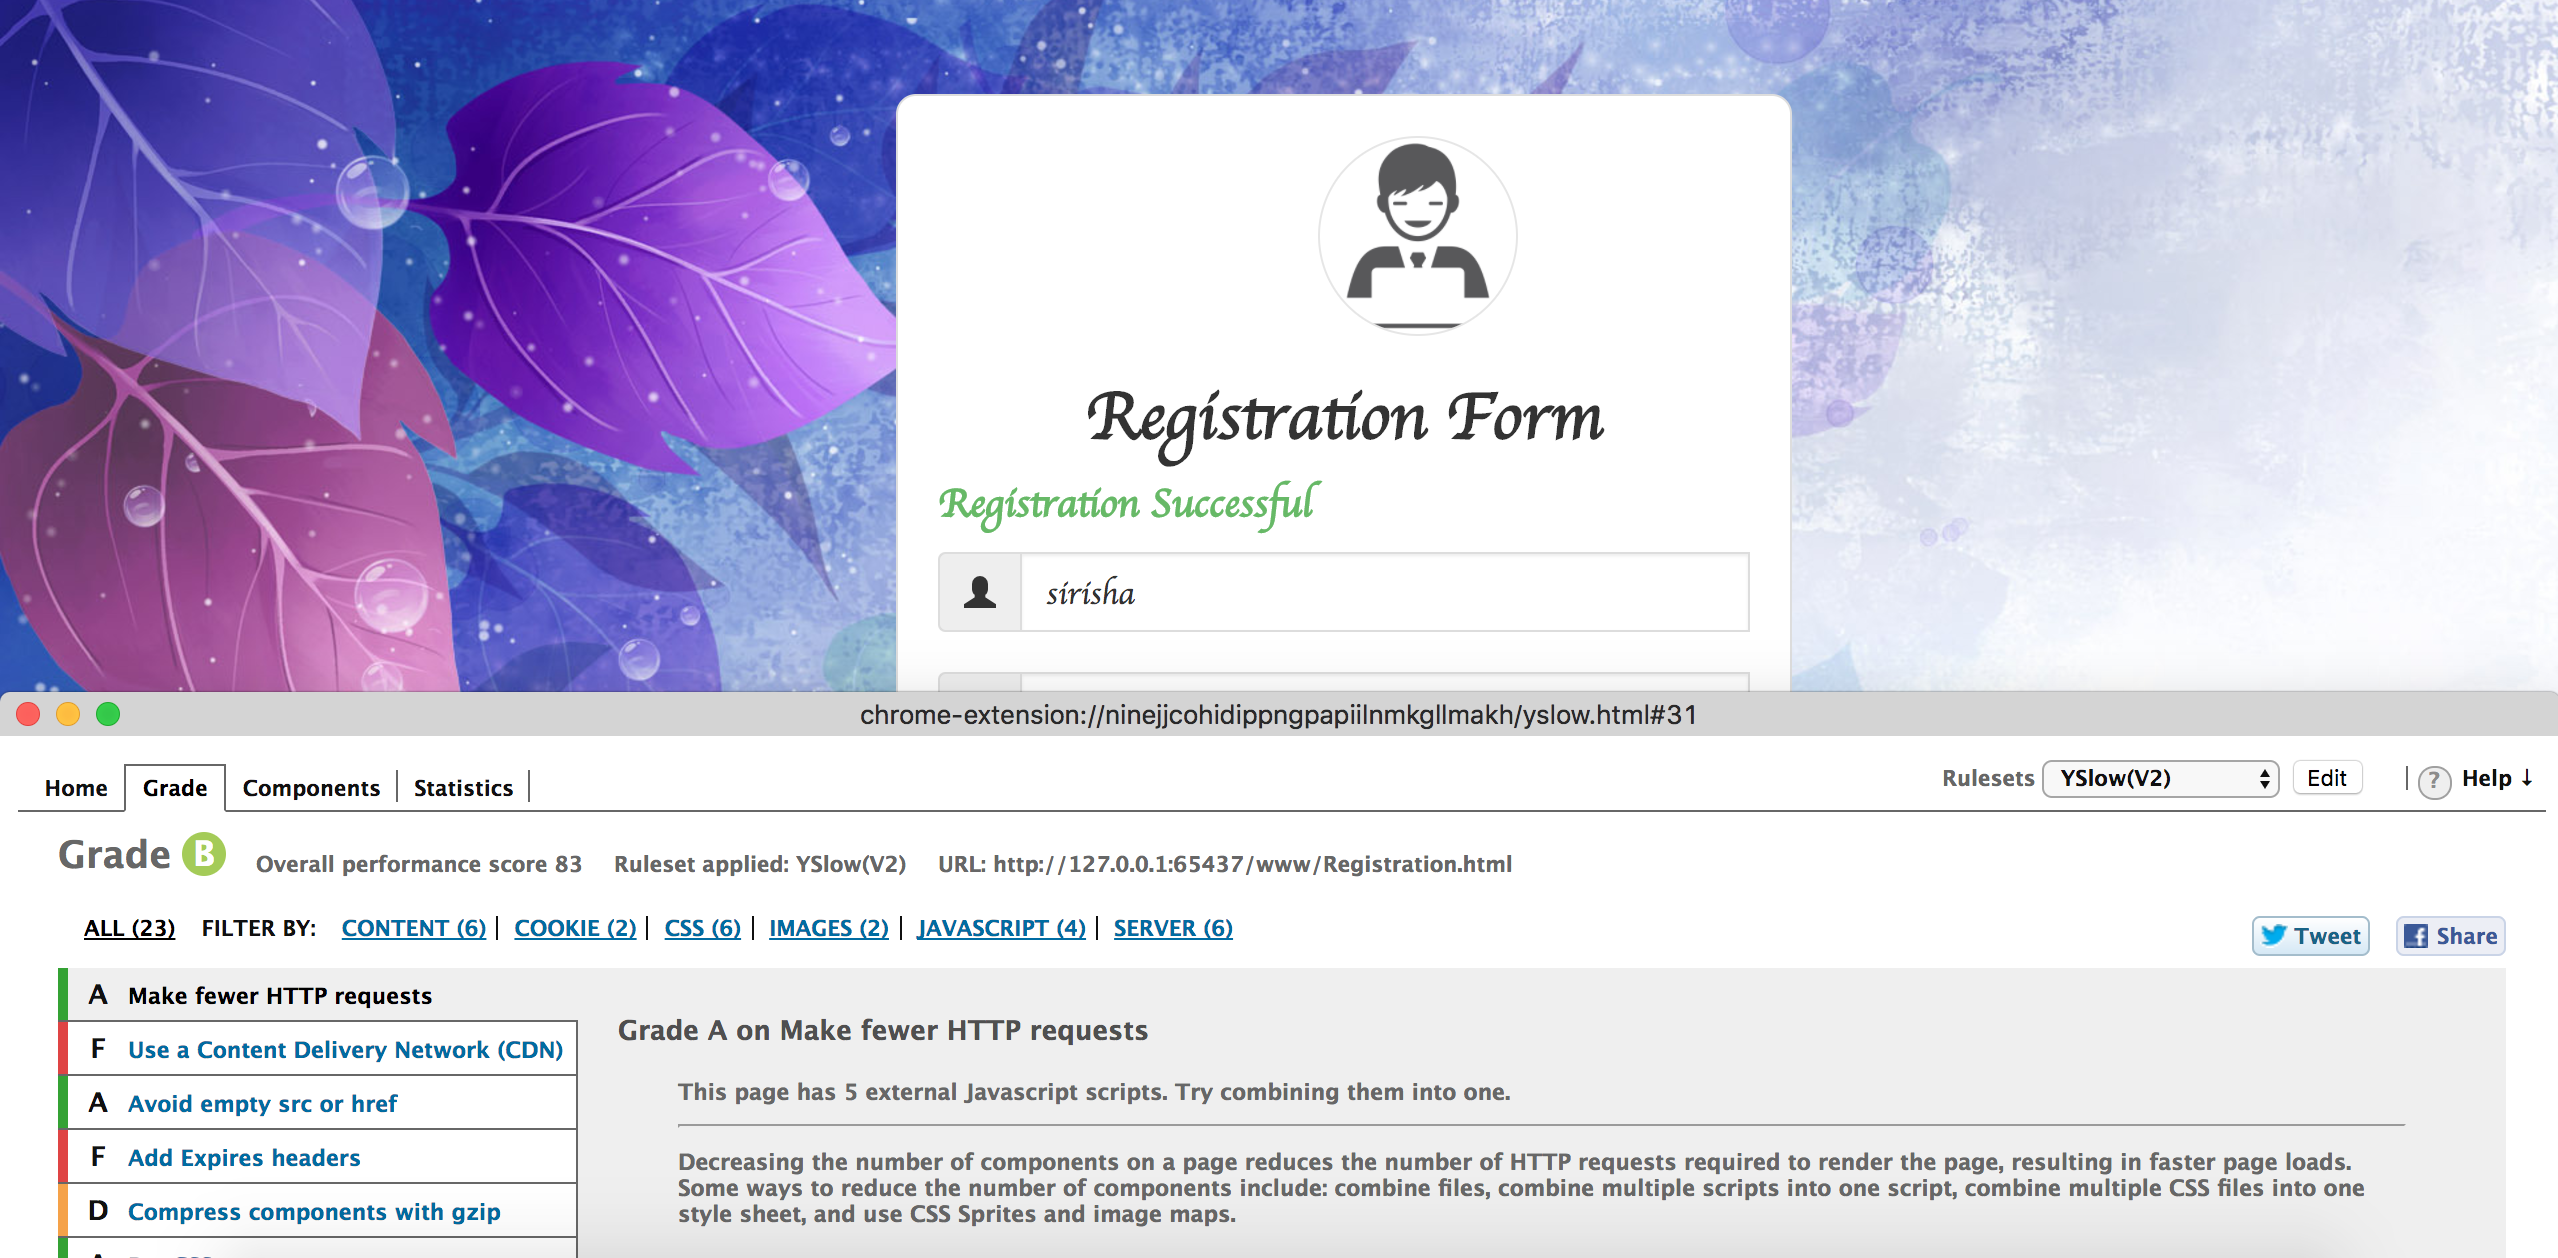 Registration Form
Registration Successful
sirisha
chrome-extension://ninejjcohidippngpapiilnmkgllmakh/yslow.html#31
Home Grade Components Statistics Rulesets YSlow(V2) Edit ? Help ↓
Grade B Overall performance score 83 Ruleset applied: YSlow(V2) URL: http://127.0.0.1:65437/www/Registration.html
ALL (23) FILTER BY: CONTENT (6) | COOKIE (2) | CSS (6) | IMAGES (2) | JAVASCRIPT (4) | SERVER (6)
Tweet Share
A Make fewer HTTP requests
F Use a Content Delivery Network (CDN)
A Avoid empty src or href
F Add Expires headers
D Compress components with gzip
Grade A on Make fewer HTTP requests
This page has 5 external Javascript scripts. Try combining them into one.
Decreasing the number of components on a page reduces the number of HTTP requests required to render the page, resulting in faster page loads.
Some ways to reduce the number of components include: combine files, combine multiple scripts into one script, combine multiple CSS files into one
style sheet, and use CSS Sprites and image maps.